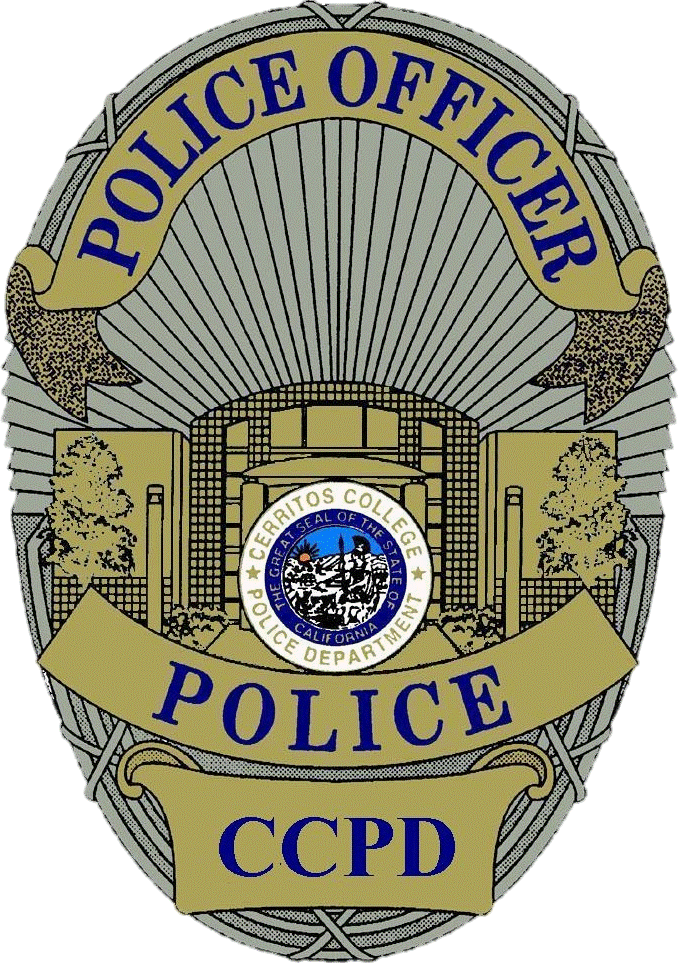 POLICE OFFICER
CERRITOS COLLEGE
THE GREAT SEAL OF THE STATE OF
CALIFORNIA
POLICE DEPARTMENT
POLICE
CCPD